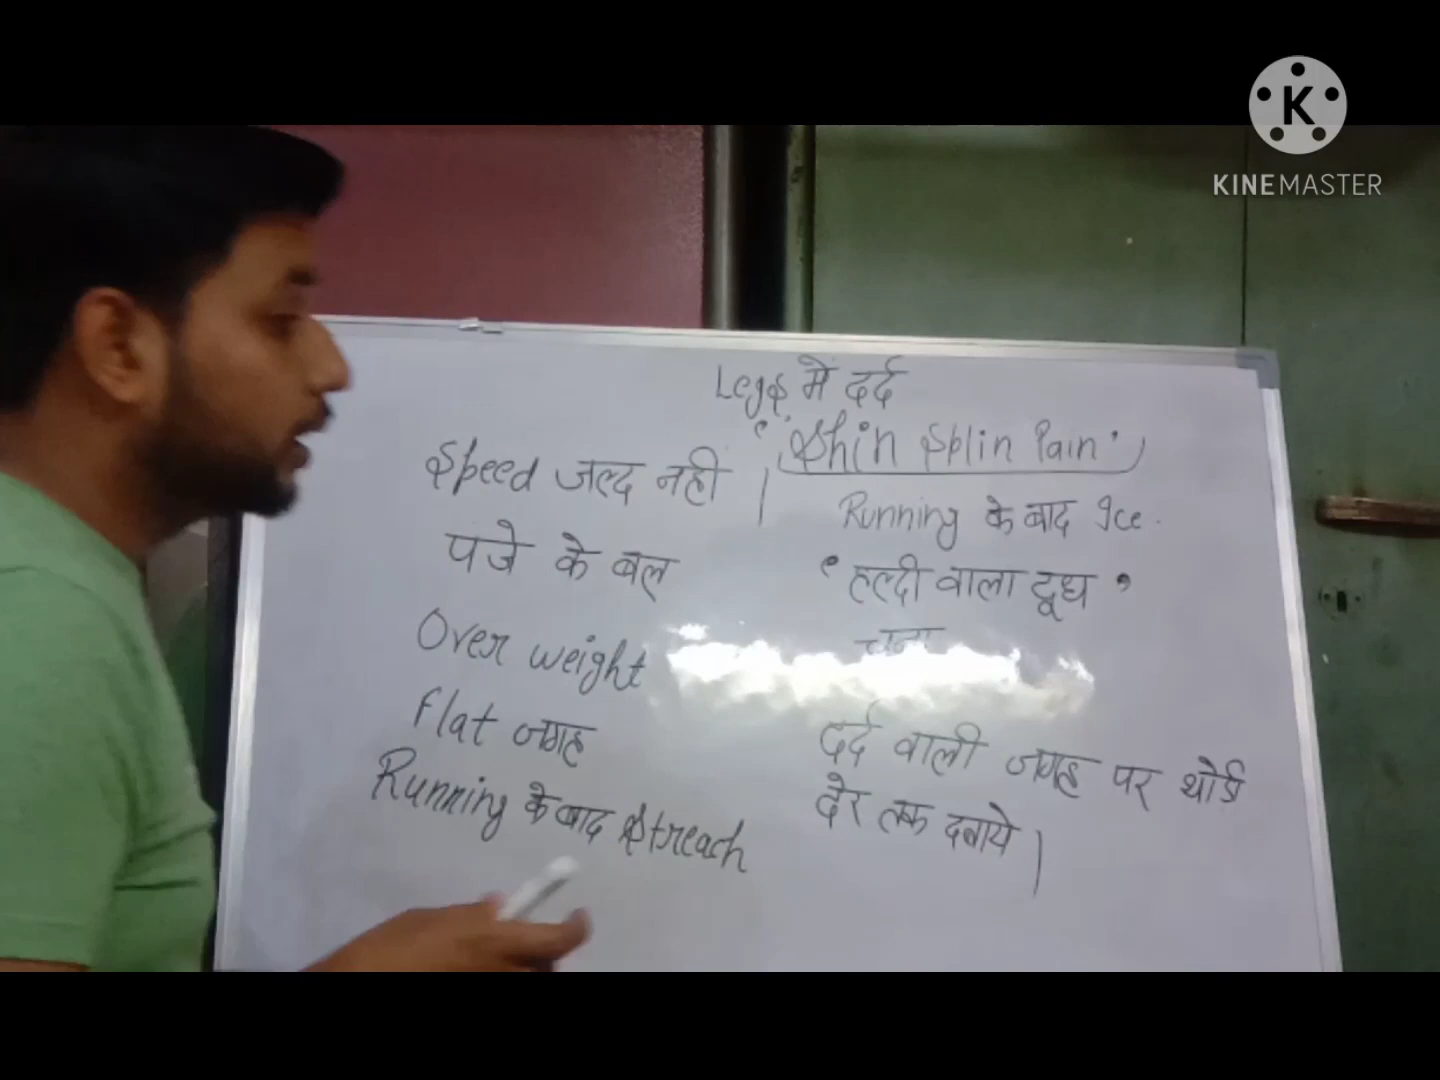 KINEMASTER
Legs में दर्द
'Shin Splin Pain'
Speed जल्द नही।
पजे के बल
Over weight
flat जगह
Running के बाद Streach
Running के बाद Ice.
'हल्दी वाला दूध'
चना
दर्द वाली जगह पर थोडी
देर तक दबाये।